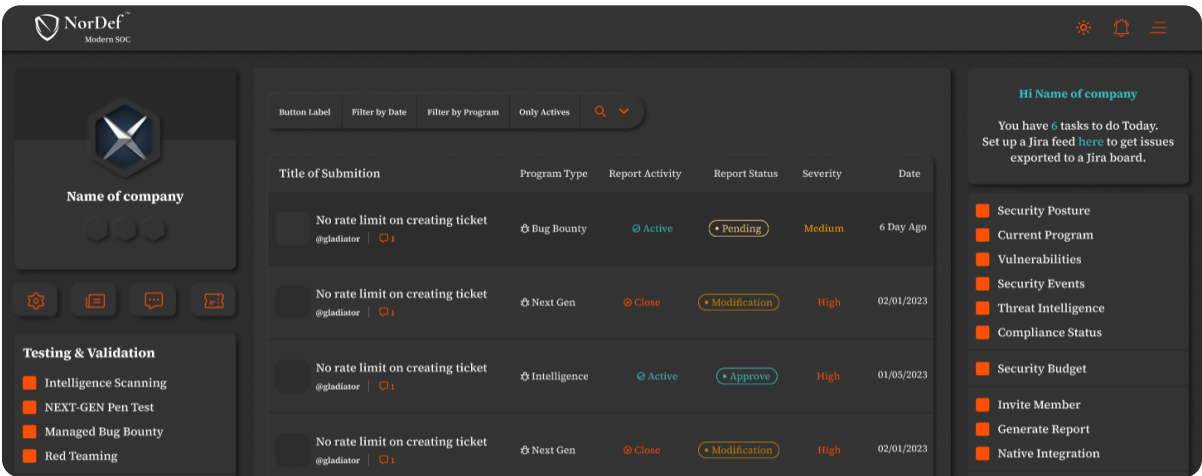 NorDef™
Modern SOC
Name of company
Testing & Validation
Intelligence Scanning
NEXT-GEN Pen Test
Managed Bug Bounty
Red Teaming
Button Label Filter by Date Filter by Program Only Actives
Title of Submition Program Type Report Activity Report Status Severity Date
No rate limit on creating ticket
@gladiator 1
Bug Bounty Active • Pending Medium 6 Day Ago
No rate limit on creating ticket
@gladiator 1
Next Gen Close • Modification High 02/01/2023
No rate limit on creating ticket
@gladiator 1
Intelligence Active • Approve High 01/05/2023
No rate limit on creating ticket
@gladiator 1
Next Gen Close • Modification High 02/01/2023
Hi Name of company
You have 6 tasks to do Today.
Set up a Jira feed here to get issues
exported to a Jira board.
Security Posture
Current Program
Vulnerabilities
Security Events
Threat Intelligence
Compliance Status
Security Budget
Invite Member
Generate Report
Native Integration